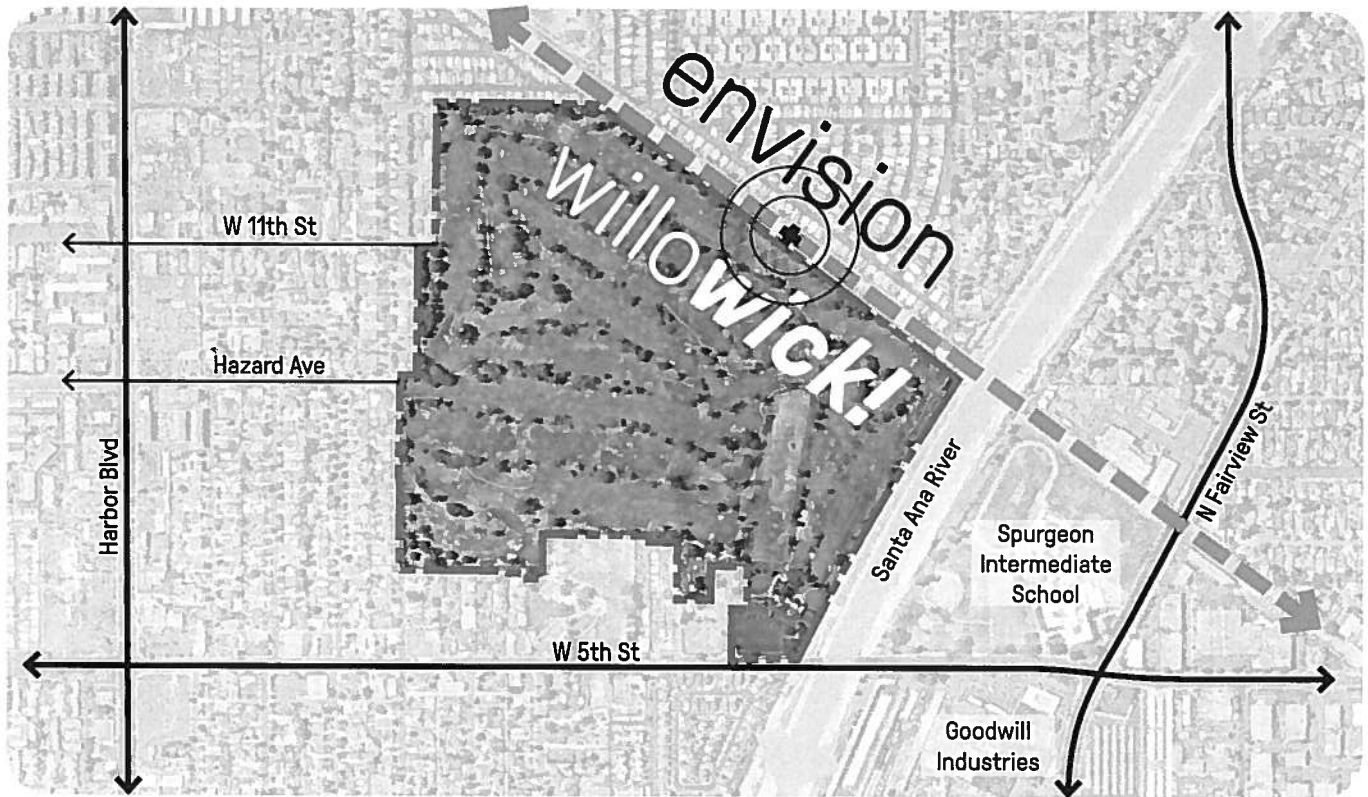 envision
willowick!
W 11th St
Hazard Ave
Harbor Blvd
Santa Ana River
N Fairview St
Spurgeon
Intermediate
School
W 5th St
Goodwill
Industries